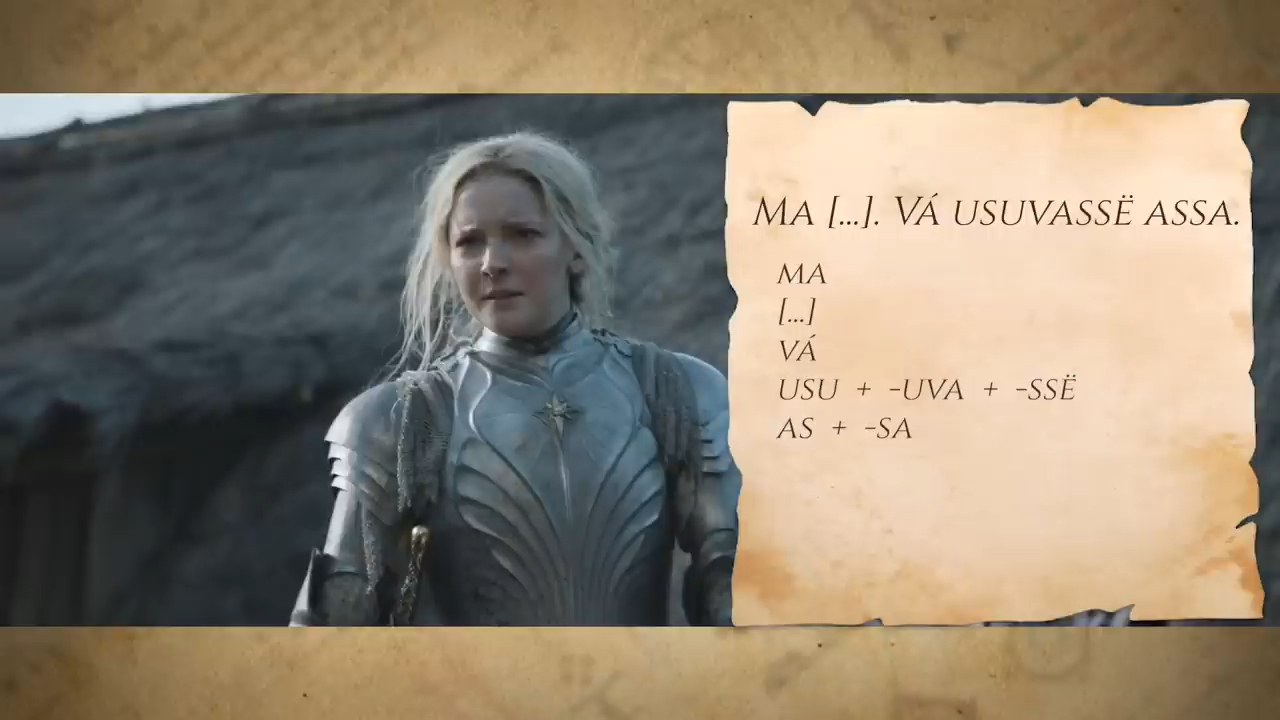 Ma […]. Vá usuvassë assa.
ma
[…]
vá
usu + -uva + -ssë
as + -sa